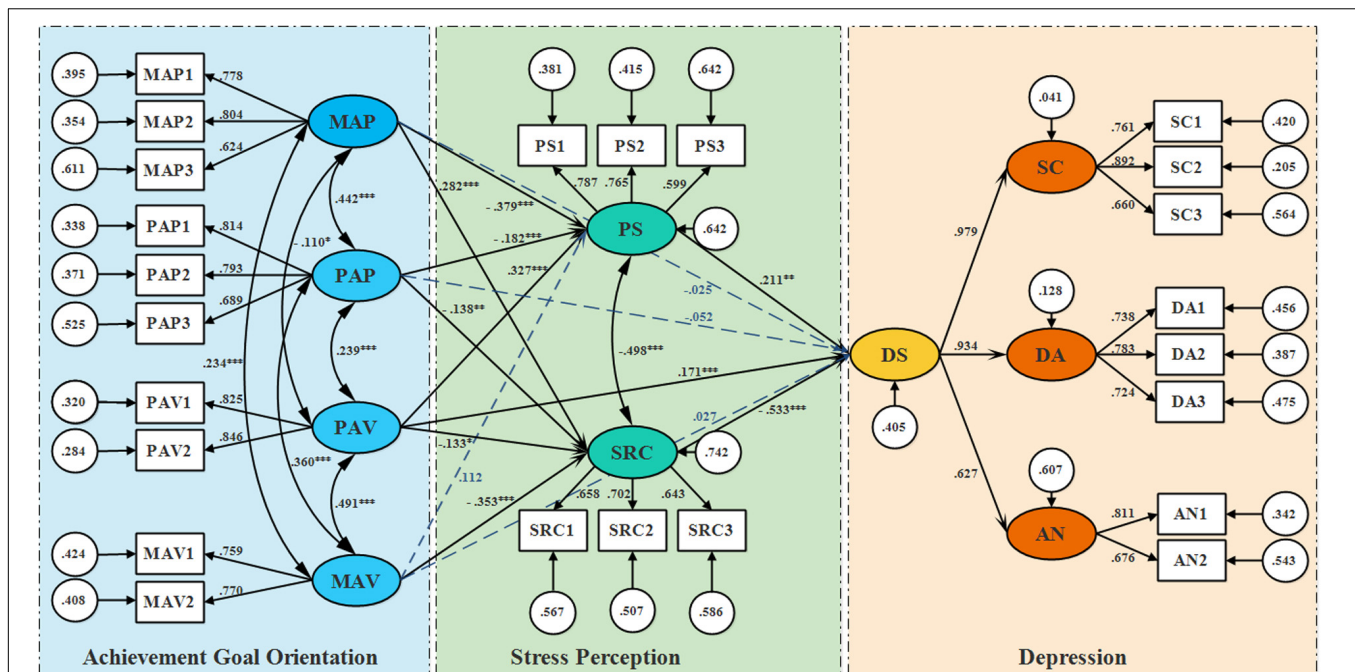 .395
MAP1
.778
.354
MAP2
.804
.611
MAP3
.624
MAP
.338
PAP1
.814
.371
PAP2
.793
.525
PAP3
.689
PAP
.320
PAV1
.825
.284
PAV2
.846
PAV
.424
MAV1
.759
.408
MAV2
.770
MAV
.442***
- .110*
.239***
.234***
.360***
.491***
Achievement Goal Orientation
.381
.415
.642
PS1
PS2
PS3
.787
.765
.599
PS
.642
.282***
- .379***
- .182***
.327***
- .138**
-.498***
-.133*
.112
- .353***
.211**
-.025
-.052
.171***
.027
- .533***
SRC
.742
.658
.702
.643
SRC1
SRC2
SRC3
.567
.507
.586
Stress Perception
DS
.405
.979
.934
.627
.041
SC
.761
SC1
.420
.892
SC2
.205
.660
SC3
.564
.128
DA
.738
DA1
.456
.783
DA2
.387
.724
DA3
.475
.607
AN
.811
AN1
.342
.676
AN2
.543
Depression